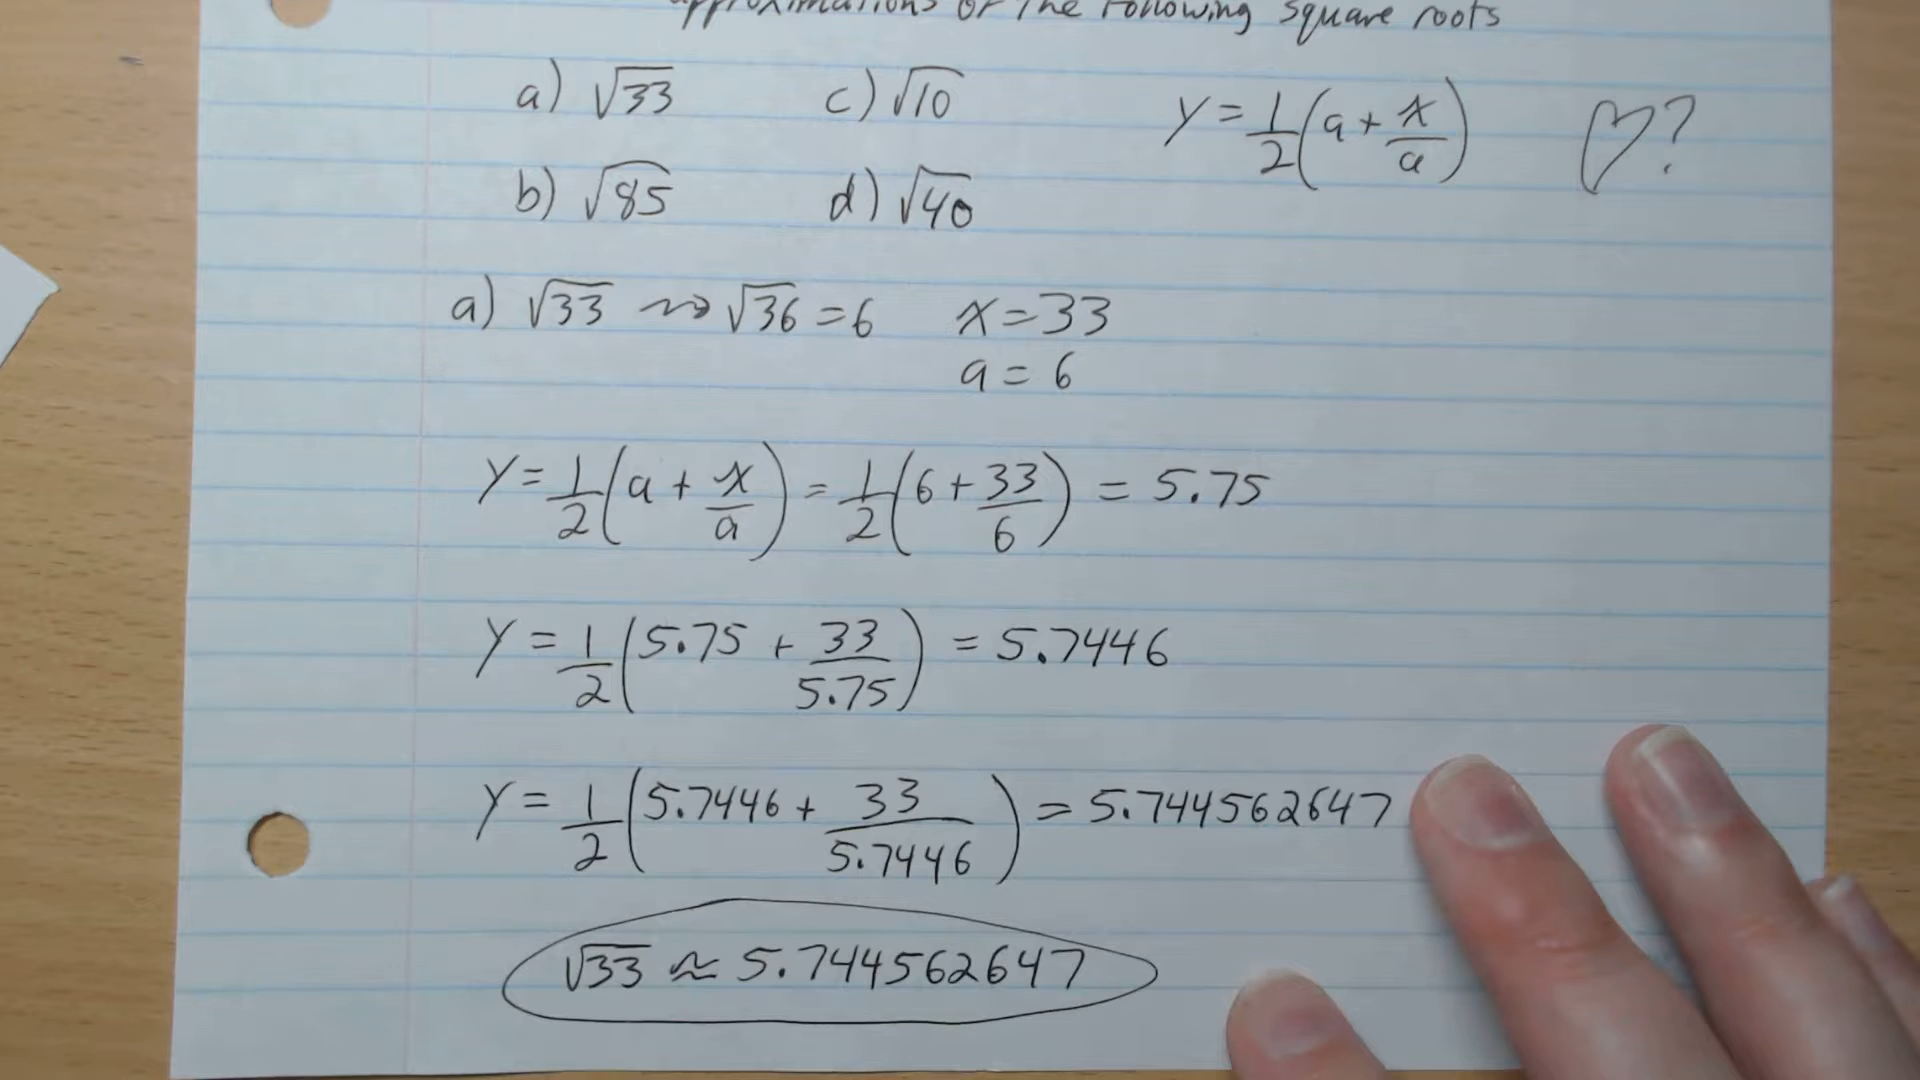 approximations of the following square roots
a) √33 c) √10 y = 1/2 (a + x/a) ♡?
b) √85 d) √40
a) √33 ⇝ √36 = 6 x = 33
a = 6
y = 1/2 (a + x/a) = 1/2 (6 + 33/6) = 5.75
y = 1/2 (5.75 + 33/5.75) = 5.7446
y = 1/2 (5.7446 + 33/5.7446) = 5.744562647
√33 ≈ 5.744562647